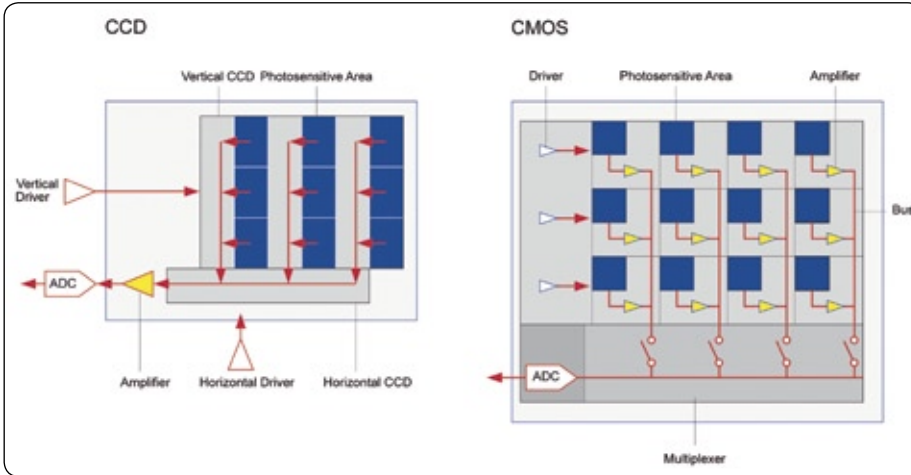 CCD
CMOS
Vertical CCD Photosensitive Area
Driver Photosensitive Area Amplifier
Vertical
Driver
ADC
Amplifier Horizontal Driver Horizontal CCD
Bus
ADC
Multiplexer